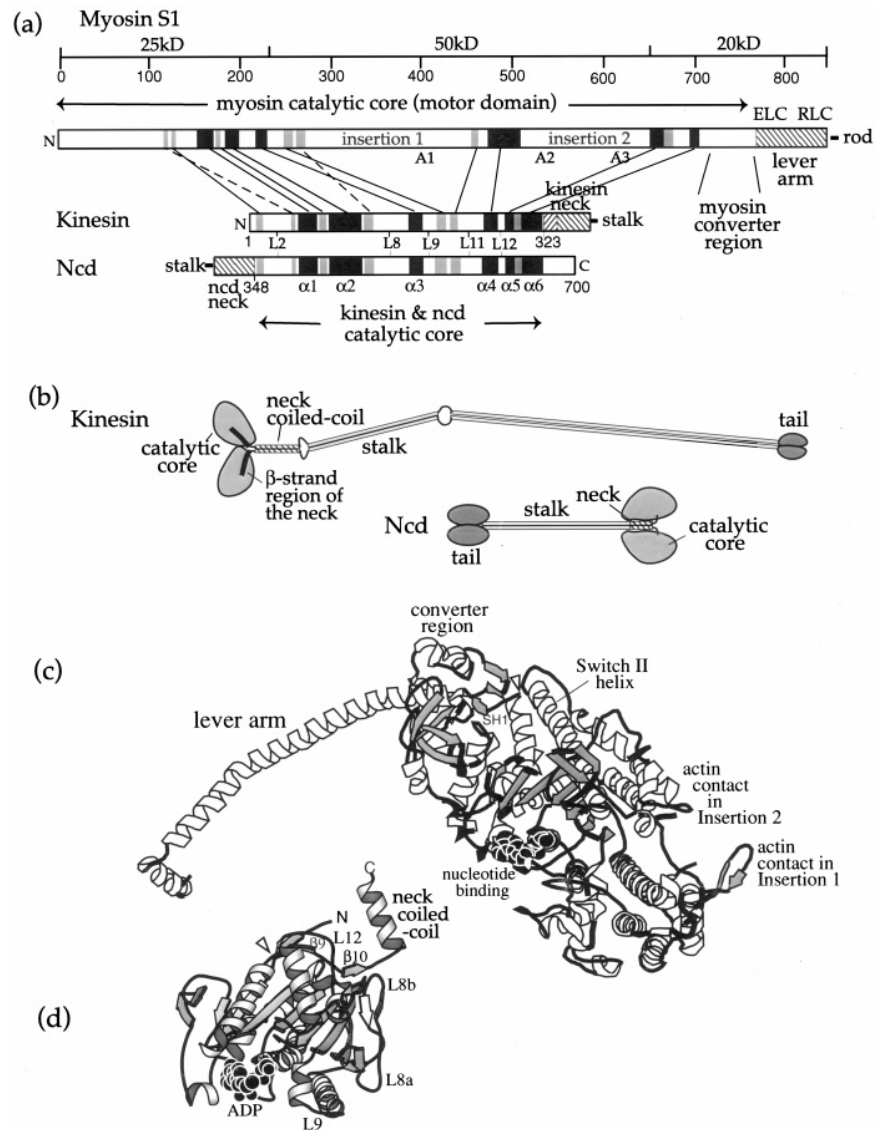 (a)
Myosin S1
25kD 50kD 20kD
0 100 200 300 400 500 600 700 800
myosin catalytic core (motor domain)
ELC RLC
N insertion 1 insertion 2 rod
A1 A2 A3
lever arm
kinesin neck
myosin converter region
Kinesin N stalk
1 L2 L8 L9 L11 L12 323
Ncd stalk C
ncd neck 348 α1 α2 α3 α4 α5 α6 700
kinesin & ncd catalytic core
(b)
Kinesin
neck coiled-coil
tail
catalytic core
stalk
β-strand region of the neck
neck
stalk
Ncd
catalytic core
tail
converter region
(c)
Switch II helix
lever arm
SH1
actin contact in Insertion 2
actin contact in Insertion 1
nucleotide binding
C
neck coiled -coil
N
L12
β9
β10
L8b
(d)
L8a
ADP
L9